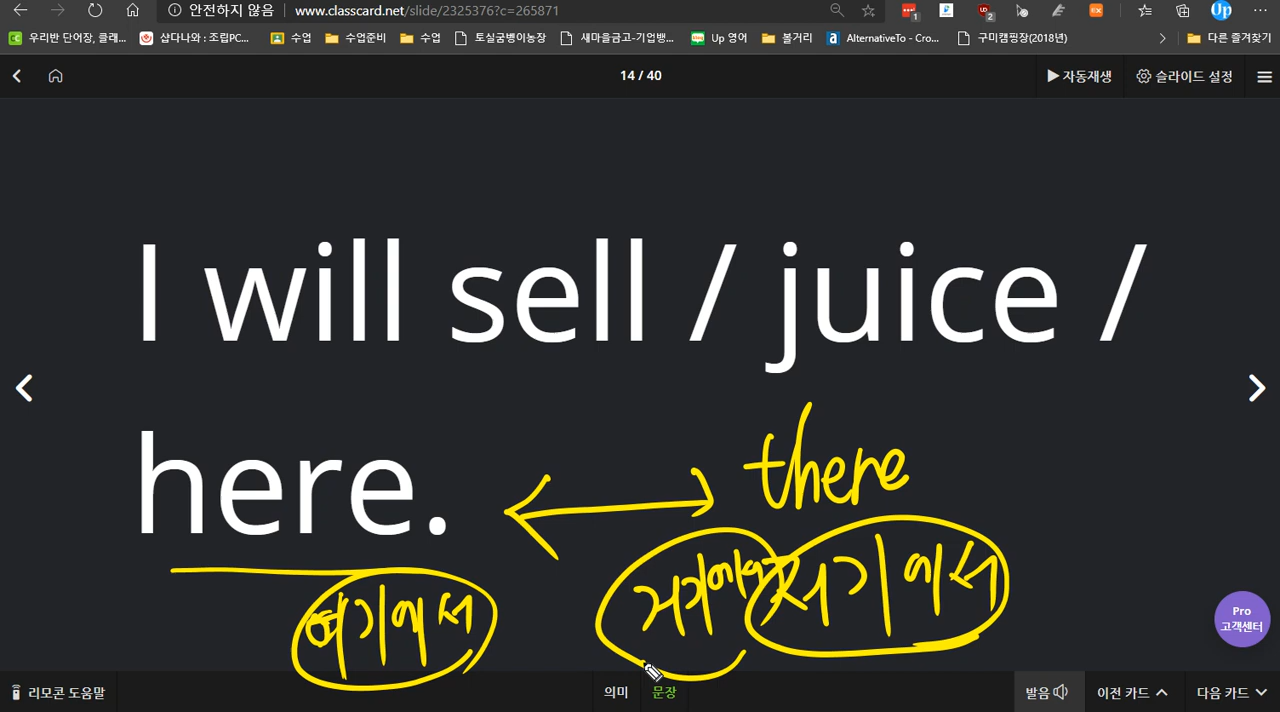 안전하지 않음 www.classcard.net/slide/2325376?c=265871
우리반 단어장, 클래... 샵다나와 : 조립PC... 수업 수업준비 수업 토실굼벵이농장 새마을금고-기업뱅... Up 영어 볼거리 AlternativeTo - Cro... 구미캠핑장(2018년) 다른 즐겨찾기
14 / 40 자동재생 슬라이드 설정
I will sell / juice /
here.
there
여기에서 거기에서 저기에서
Pro
고객센터
리모콘 도움말 의미 문장 발음 이전 카드 다음 카드